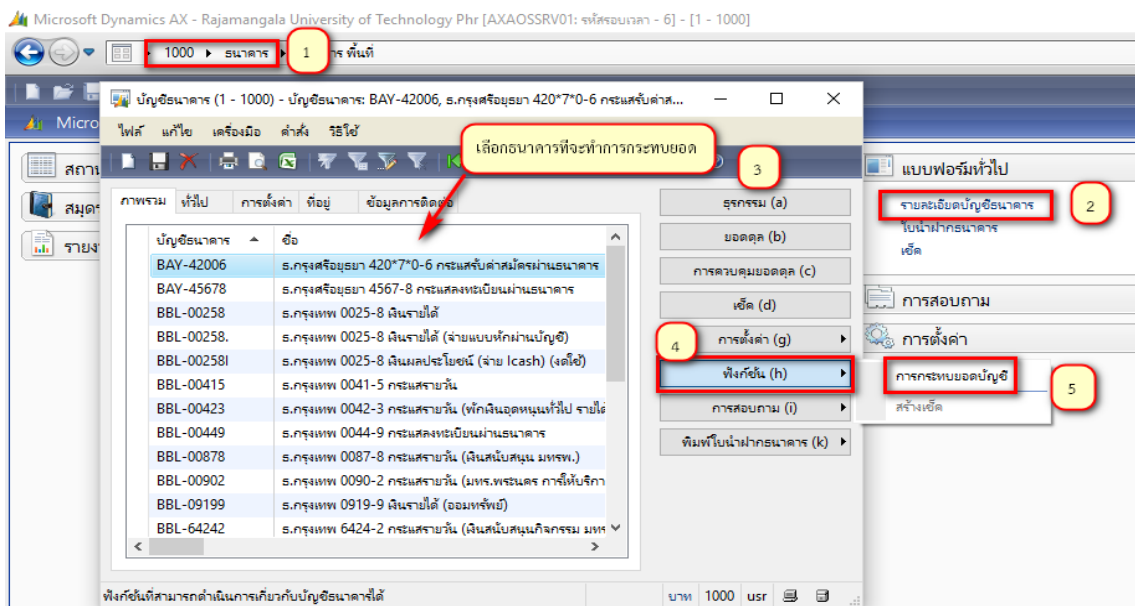 Microsoft Dynamics AX - Rajamangala University of Technology Phr [AXAOSSRV01: รหัสรอบเวลา - 6] - [1 - 1000]
1000 ธนาคาร
1
พื้นที่
บัญชีธนาคาร (1 - 1000) - บัญชีธนาคาร: BAY-42006, ธ.กรุงศรีอยุธยา 420*7*0-6 กระแสรับค่าส...
Micro
ไฟล์ แก้ไข เครื่องมือ คำสั่ง วิธีใช้
เลือกธนาคารที่จะทำการกระทบยอด
3
แบบฟอร์มทั่วไป
รายละเอียดบัญชีธนาคาร
2
ใบนำฝากธนาคาร
เช็ค
ภาพรวม ทั่วไป การตั้งค่า ที่อยู่ ข้อมูลการติดต่อ
ธุรกรรม (a)
ยอดดุล (b)
การควบคุมยอดดุล (c)
เช็ค (d)
การตั้งค่า (g)
4
ฟังก์ชัน (h)
การสอบถาม (i)
พิมพ์ใบนำฝากธนาคาร (k)
การสอบถาม
การตั้งค่า
การกระทบยอดบัญชี
5
สร้างเช็ค
บัญชีธนาคาร ชื่อ
BAY-42006 ธ.กรุงศรีอยุธยา 420*7*0-6 กระแสรับค่าสมัครผ่านธนาคาร
BAY-45678 ธ.กรุงศรีอยุธยา 4567-8 กระแสลงทะเบียนผ่านธนาคาร
BBL-00258 ธ.กรุงเทพ 0025-8 เงินรายได้
BBL-00258. ธ.กรุงเทพ 0025-8 เงินรายได้ (จ่ายแบบหักผ่านบัญชี)
BBL-00258I ธ.กรุงเทพ 0025-8 เงินผลประโยชน์ (จ่าย Icash) (งดใช้)
BBL-00415 ธ.กรุงเทพ 0041-5 กระแสรายวัน
BBL-00423 ธ.กรุงเทพ 0042-3 กระแสรายวัน (พักเงินอุดหนุนทั่วไป รายได้
BBL-00449 ธ.กรุงเทพ 0044-9 กระแสลงทะเบียนผ่านธนาคาร
BBL-00878 ธ.กรุงเทพ 0087-8 กระแสรายวัน (เงินสนับสนุน มทรพ.)
BBL-00902 ธ.กรุงเทพ 0090-2 กระแสรายวัน (มทร.พระนคร การให้บริกา
BBL-09199 ธ.กรุงเทพ 0919-9 เงินรายได้ (ออมทรัพย์)
BBL-64242 ธ.กรุงเทพ 6424-2 กระแสรายวัน (เงินสนับสนุนกิจกรรม มทร
ฟังก์ชันที่สามารถดำเนินการเกี่ยวกับบัญชีธนาคารได้
บาท 1000 usr